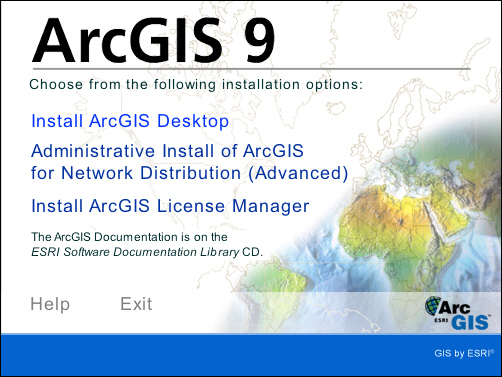 ArcGIS 9
Choose from the following installation options:
Install ArcGIS Desktop
Administrative Install of ArcGIS
for Network Distribution (Advanced)
Install ArcGIS License Manager
The ArcGIS Documentation is on the
ESRI Software Documentation Library CD.
Help Exit
Arc
ESRI GIS™
GIS by ESRI®